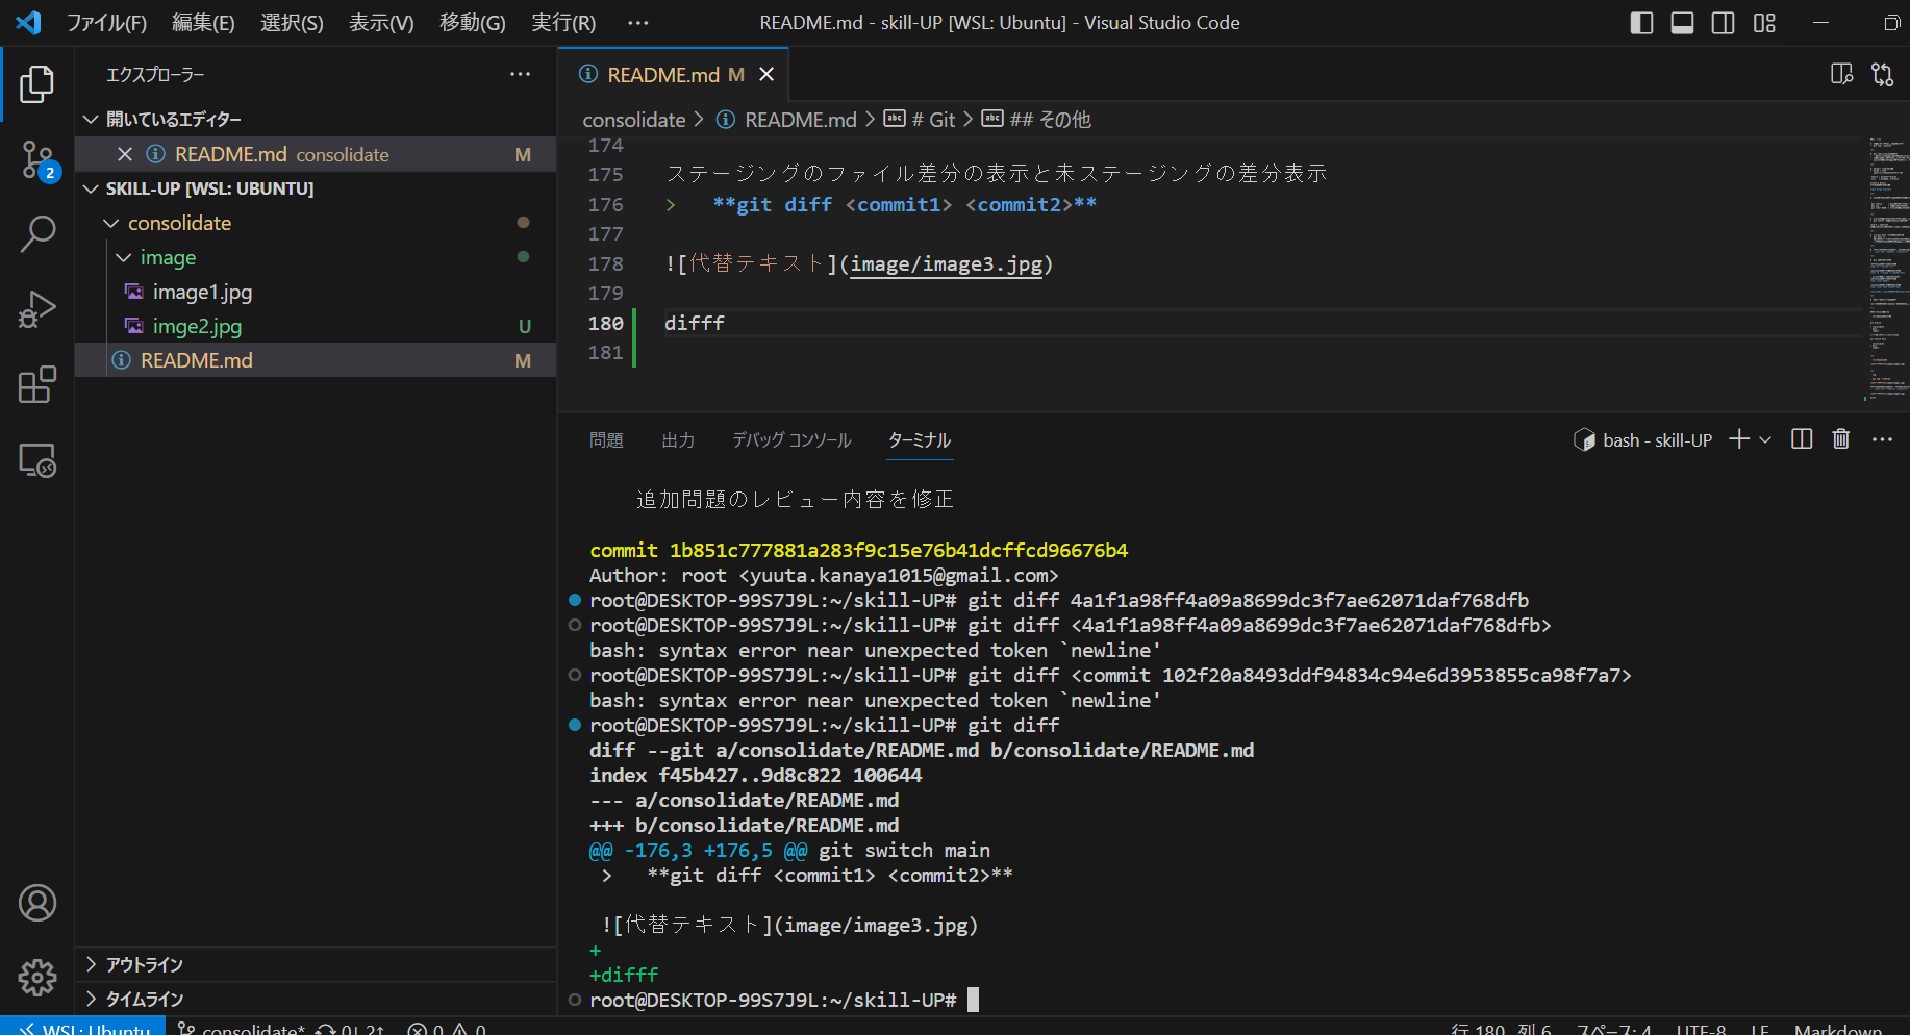 ファイル(F) 編集(E) 選択(S) 表示(V) 移動(G) 実行(R) ··· README.md - skill-UP [WSL: Ubuntu] - Visual Studio Code
エクスプローラー ···
開いているエディター
README.md consolidate M
SKILL-UP [WSL: UBUNTU]
consolidate
image
image1.jpg
imge2.jpg U
README.md M
アウトライン
タイムライン
2
README.md M
consolidate > README.md > # Git > ## その他
174
175 ステージングのファイル差分の表示と未ステージングの差分表示
176 > **git diff <commit1> <commit2>**
177
178 ![代替テキスト](image/image3.jpg)
179
180 difff
181
問題 出力 デバッグ コンソール ターミナル bash - skill-UP ···
追加問題のレビュー内容を修正
commit 1b851c777881a283f9c15e76b41dcffcd96676b4
Author: root <yuuta.kanaya1015@gmail.com>
root@DESKTOP-99S7J9L:~/skill-UP# git diff 4a1f1a98ff4a09a8699dc3f7ae62071daf768dfb
root@DESKTOP-99S7J9L:~/skill-UP# git diff <4a1f1a98ff4a09a8699dc3f7ae62071daf768dfb>
bash: syntax error near unexpected token `newline'
root@DESKTOP-99S7J9L:~/skill-UP# git diff <commit 102f20a8493ddf94834c94e6d3953855ca98f7a7>
bash: syntax error near unexpected token `newline'
root@DESKTOP-99S7J9L:~/skill-UP# git diff
diff --git a/consolidate/README.md b/consolidate/README.md
index f45b427..9d8c822 100644
--- a/consolidate/README.md
+++ b/consolidate/README.md
@@ -176,3 +176,5 @@ git switch main
> **git diff <commit1> <commit2>**
![代替テキスト](image/image3.jpg)
+
+difff
root@DESKTOP-99S7J9L:~/skill-UP#
WSL: Ubuntu consolidate* 0↓ 2↑ 0 0 行 180、列 6 スペース: 4 UTF-8 LF Markdown